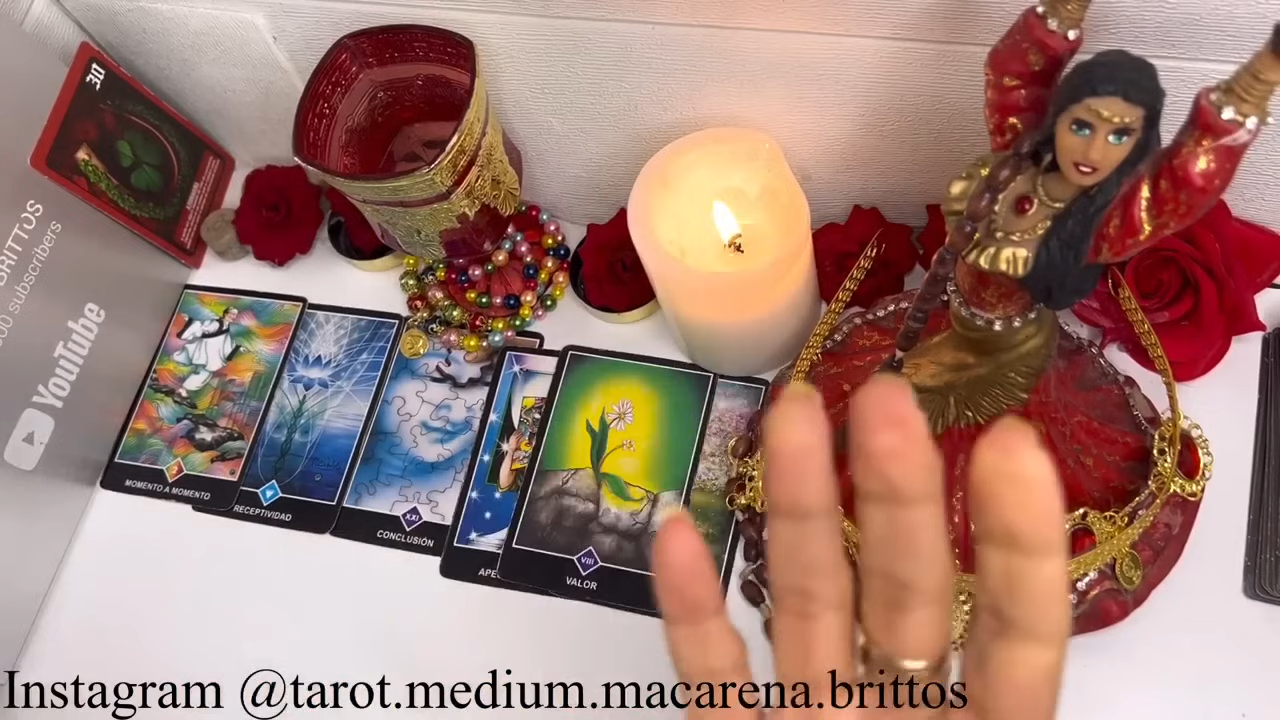 30
BRITTOS
subscribers
YouTube
MOMENTO A MOMENTO
RECEPTIVIDAD
XXI
CONCLUSIÓN
VIII
VALOR
Instagram @tarot.medium.macarena.brittos